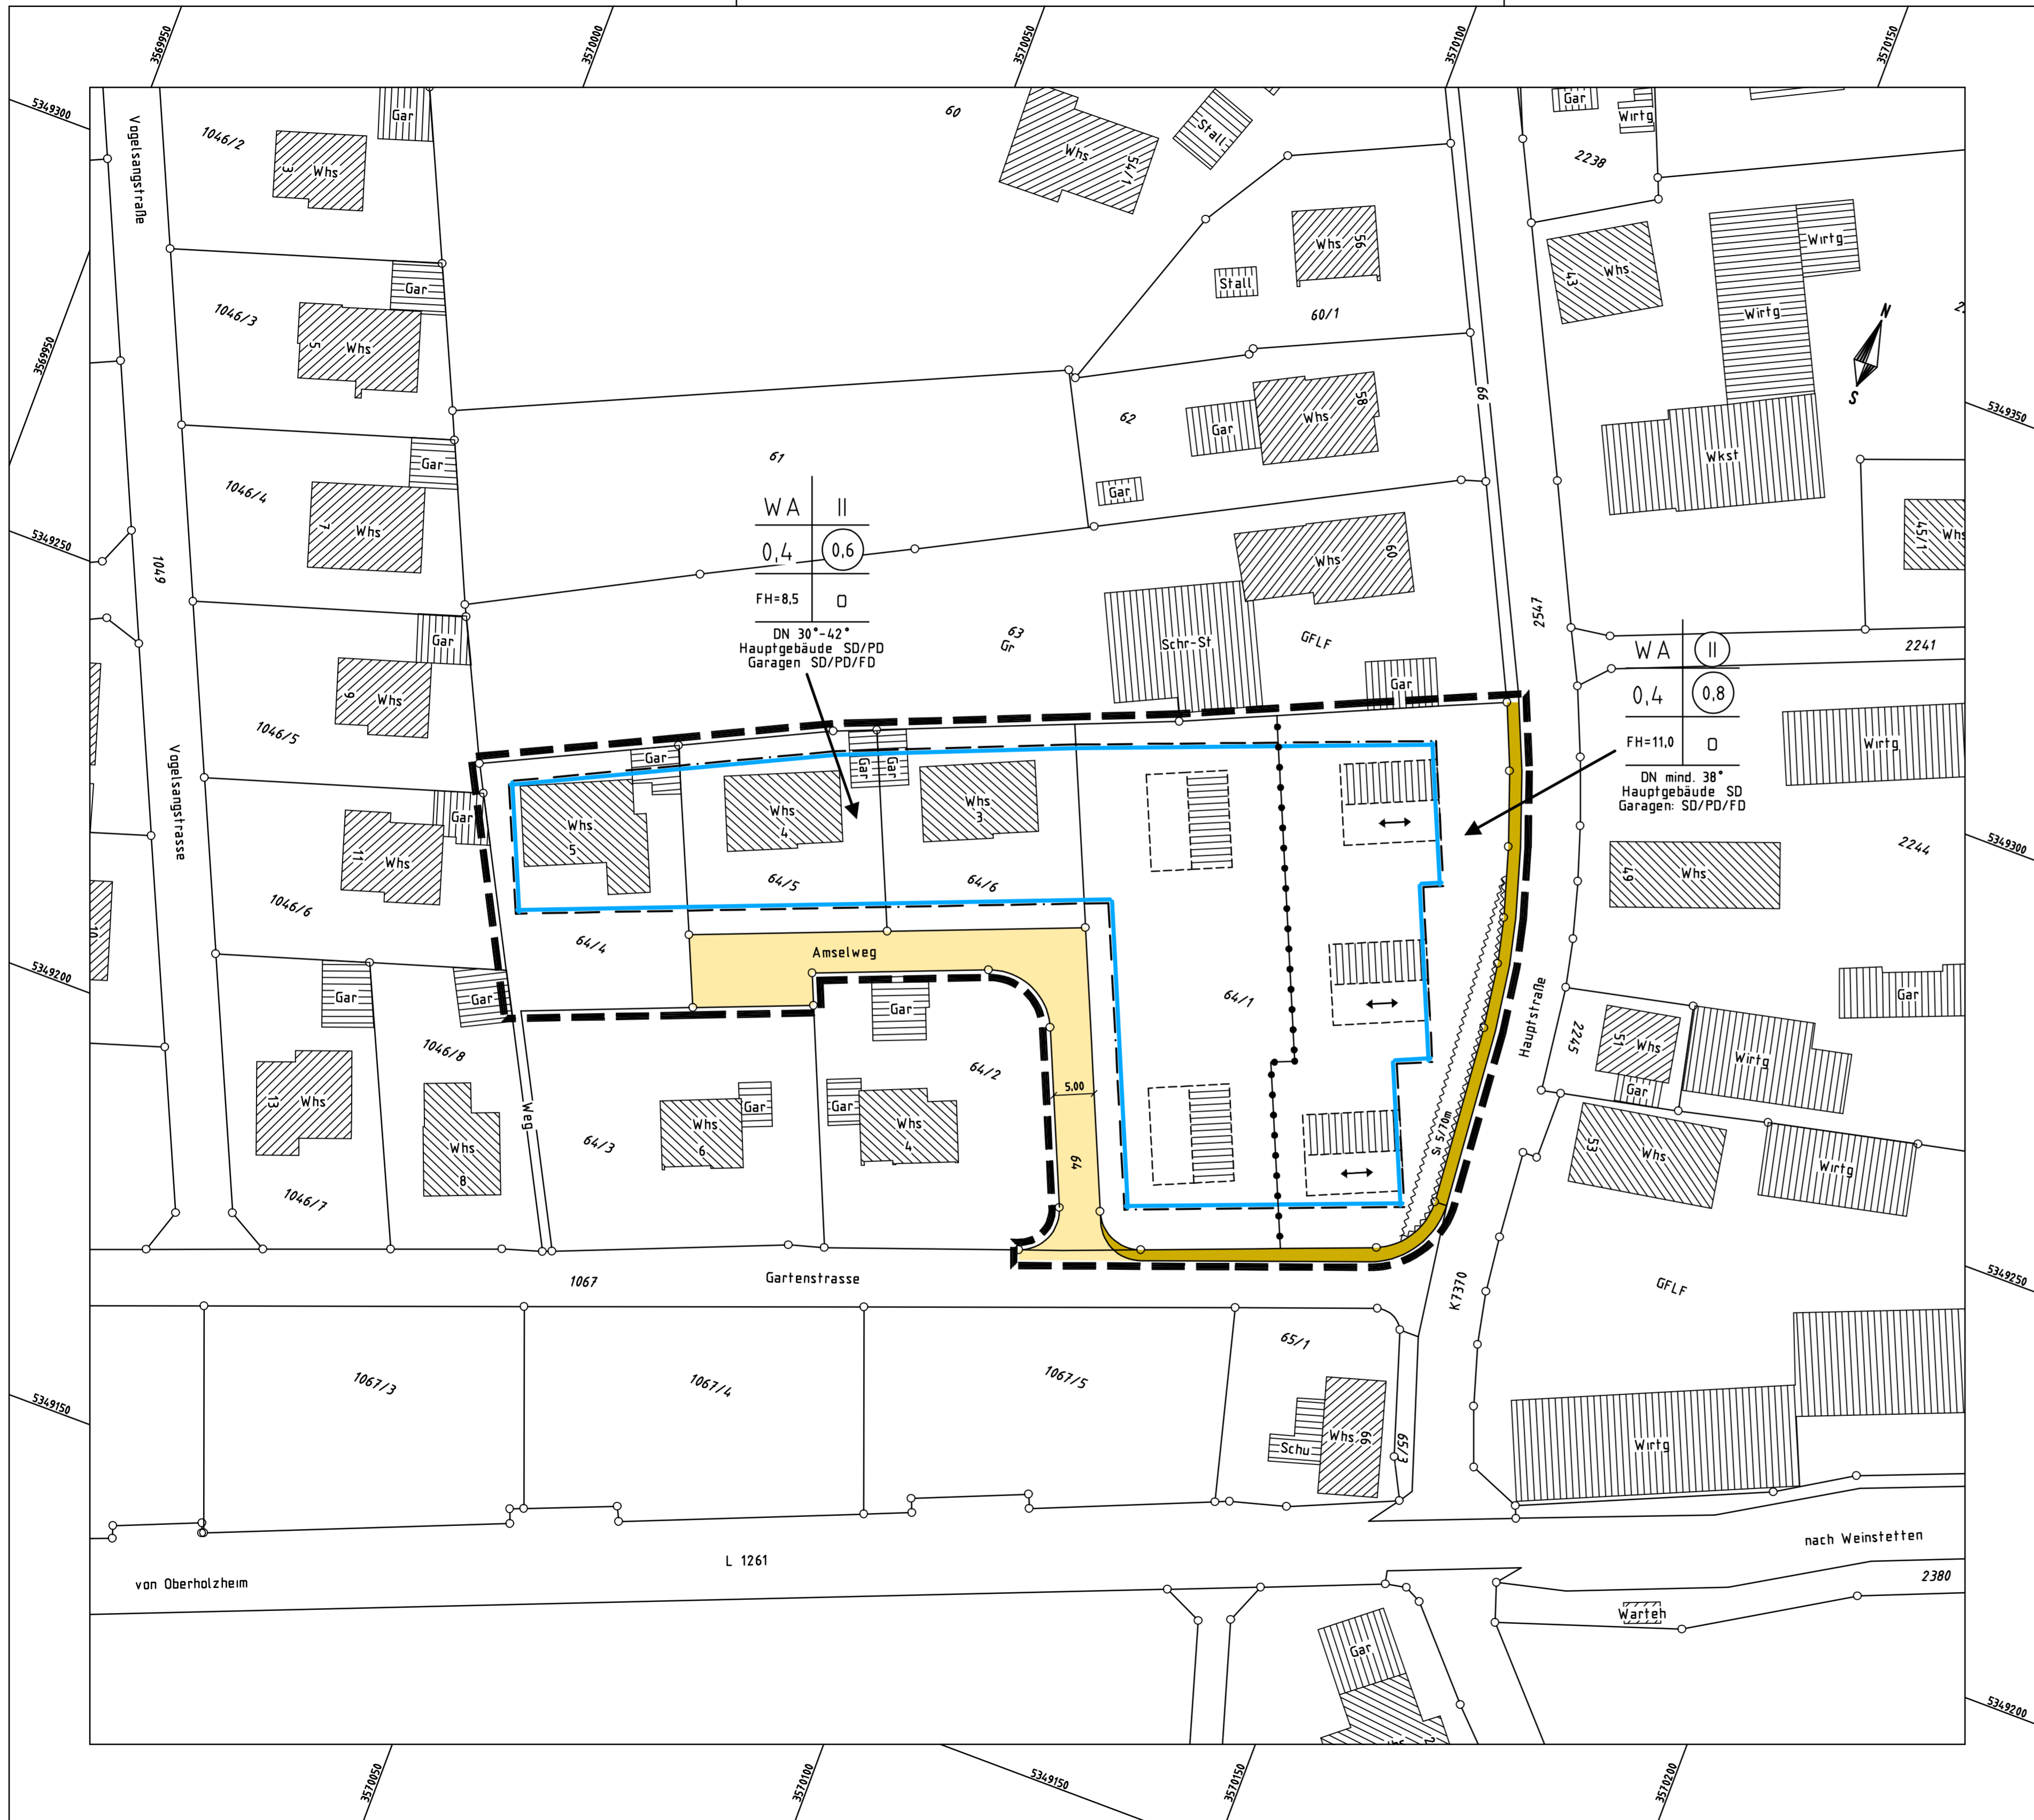 3569950
3570000
3570050
3570100
3570150
5349300
3569950
5349250
5349200
5349150
5349350
5349300
5349250
5349200
3570050
3570100
5349150
3570150
3570200
Vogelsangstraße
1046/2
Gar
3
Whs
60
Whs
54/1
Stall
Gar
Wirtg
2238
1046/3
Gar
5
Whs
Whs
56
Stall
60/1
43
Whs
Wirtg
Wirtg
N
S
1046/4
Gar
7
Whs
61
62
Gar
Whs
58
Gar
66
Wkst
1049
WA II
0,4 0,6
FH=8,5 O
DN 30°-42°
Hauptgebäude SD/PD
Garagen SD/PD/FD
Whs
60
45/1
Whs
Gar
9
Whs
63
Gr
Schr-St
GFLF
Gar
2547
2241
WA II
0,4 0,8
FH=11,0 O
DN mind. 38°
Hauptgebäude SD
Garagen: SD/PD/FD
1046/5
Vogelsangstrasse
Gar
11
Whs
Gar
Whs
5
Whs
4
Gar
Gar
Whs
3
Wirtg
49
Whs
2244
1046/6
10
64/5
64/6
64/4
Amselweg
64/1
Gar
Gar
Gar
Hauptstraße
Gar
2245
51
Whs
Gar
Wirtg
1046/8
64/2
5,00
13
Whs
Whs
8
Weg
64/3
Gar
Whs
6
Gar
Whs
4
64
Si 5/70m
53
Whs
Wirtg
1046/7
1067
Gartenstrasse
K7370
GFLF
65/1
1067/3
1067/4
1067/5
Schu
Whs
66
65/3
Wirtg
L 1261
von Oberholzheim
nach Weinstetten
2380
Warteh
Gar